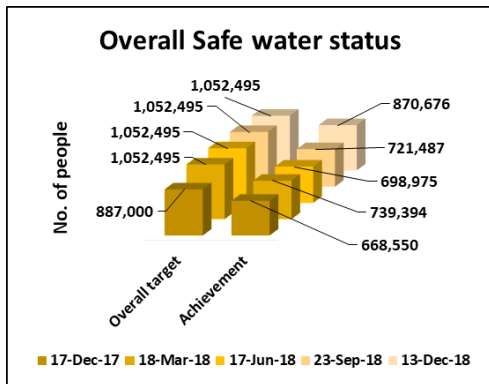 Overall Safe water status
No. of people
1,052,495
1,052,495
1,052,495
1,052,495
887,000
870,676
721,487
698,975
739,394
668,550
Overall target
Achievement
17-Dec-17 18-Mar-18 17-Jun-18 23-Sep-18 13-Dec-18